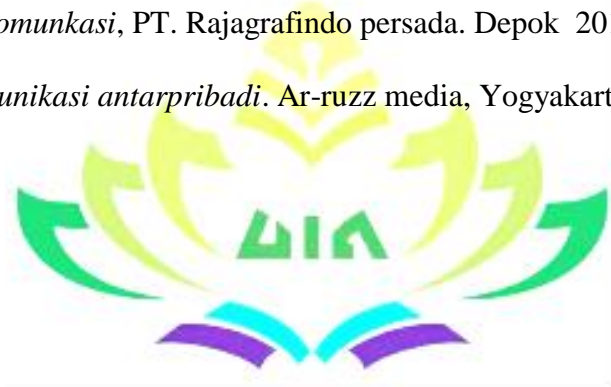 omunkasi, PT. Rajagrafindo persada. Depok 20
unikasi antarpribadi. Ar-ruzz media, Yogyakart
UIN